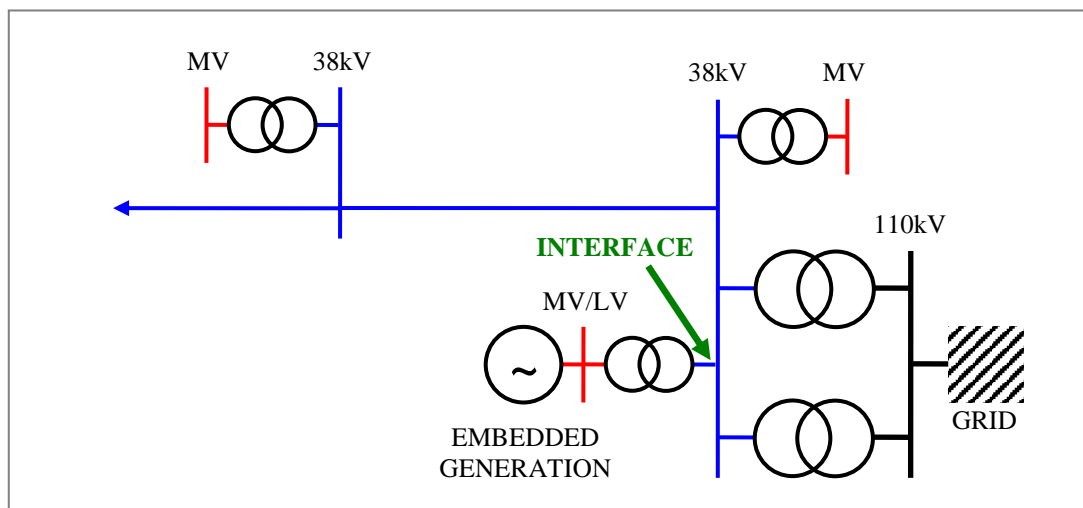 MV
38kV
38kV
MV
110kV
INTERFACE
MV/LV
~
GRID
EMBEDDED
GENERATION